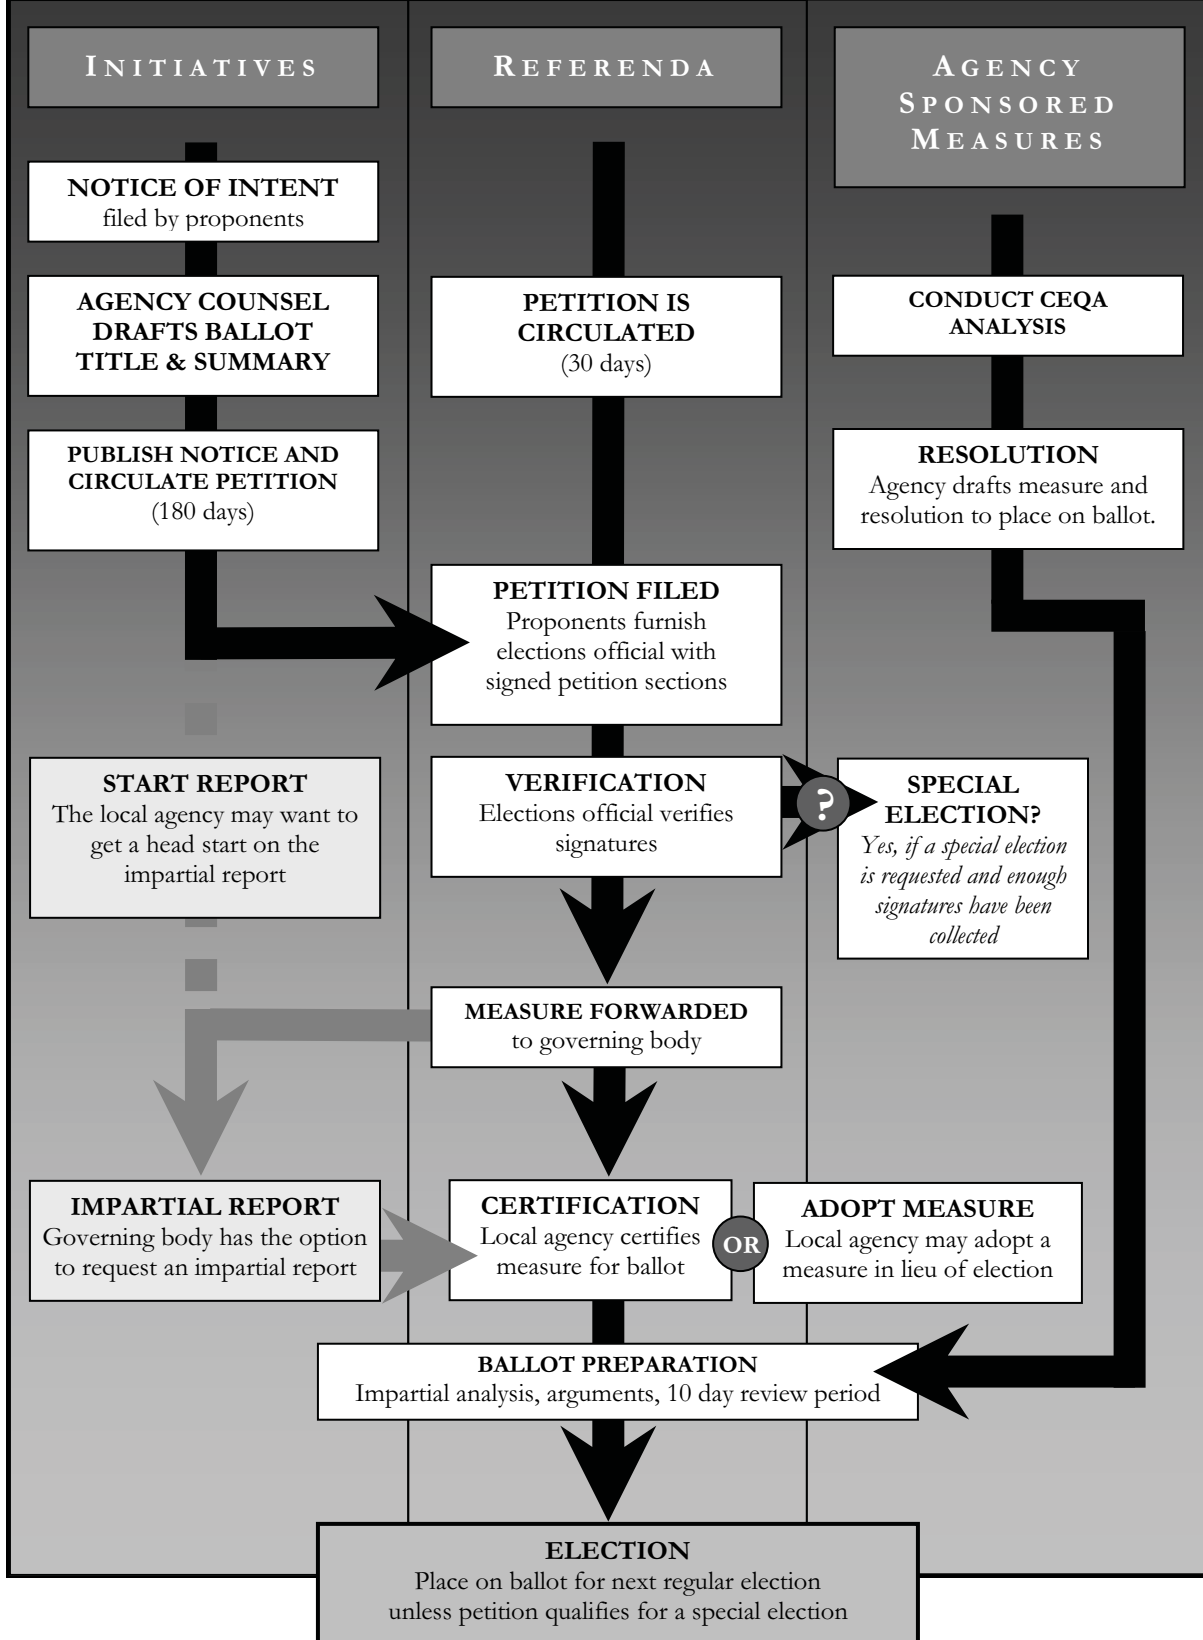 INITIATIVES
REFERENDA
AGENCY
SPONSORED
MEASURES
NOTICE OF INTENT
filed by proponents
AGENCY COUNSEL
DRAFTS BALLOT
TITLE & SUMMARY
PETITION IS
CIRCULATED
(30 days)
CONDUCT CEQA
ANALYSIS
PUBLISH NOTICE AND
CIRCULATE PETITION
(180 days)
RESOLUTION
Agency drafts measure and
resolution to place on ballot.
PETITION FILED
Proponents furnish
elections official with
signed petition sections
START REPORT
The local agency may want to
get a head start on the
impartial report
VERIFICATION
Elections official verifies
signatures
?
SPECIAL
ELECTION?
Yes, if a special election
is requested and enough
signatures have been
collected
MEASURE FORWARDED
to governing body
IMPARTIAL REPORT
Governing body has the option
to request an impartial report
CERTIFICATION
Local agency certifies
measure for ballot
OR
ADOPT MEASURE
Local agency may adopt a
measure in lieu of election
BALLOT PREPARATION
Impartial analysis, arguments, 10 day review period
ELECTION
Place on ballot for next regular election
unless petition qualifies for a special election